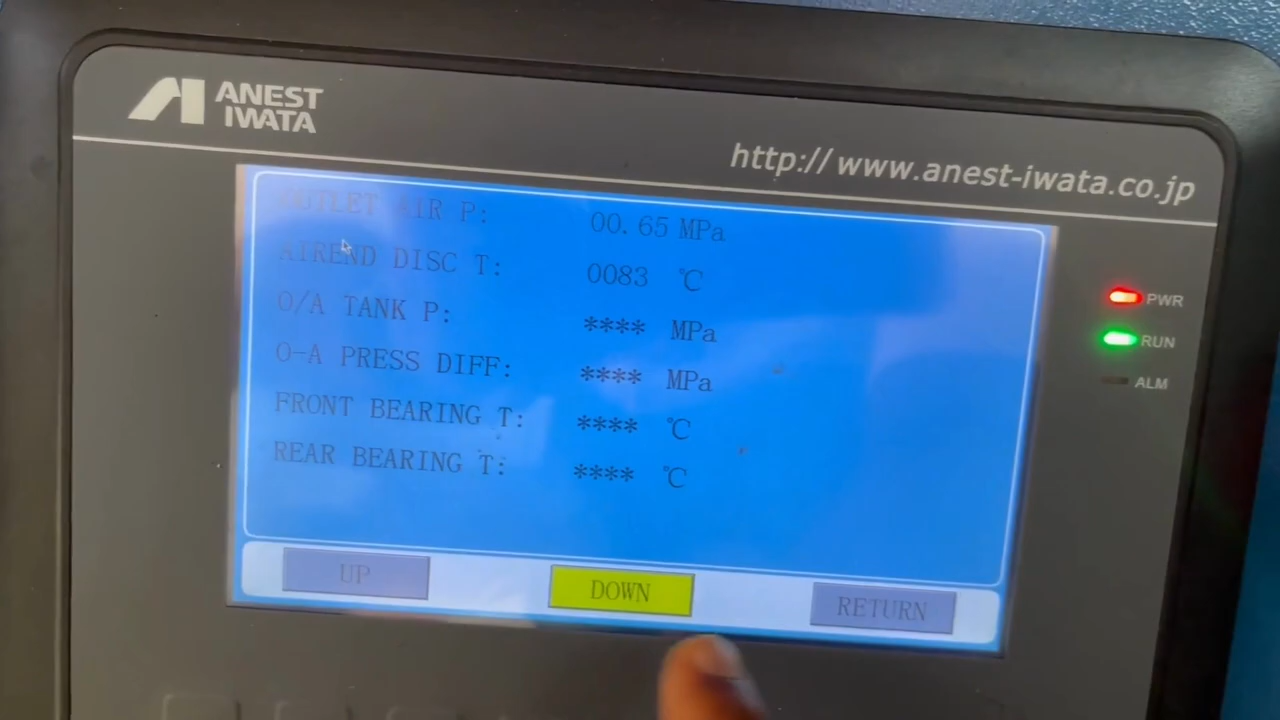 ANEST
IWATA
http://www.anest-iwata.co.jp
OUTLET AIR P: 00.65 MPa
AIREND DISC T: 0083 ℃
O/A TANK P: **** MPa
O-A PRESS DIFF: **** MPa
FRONT BEARING T: **** ℃
REAR BEARING T: **** ℃
PWR
RUN
ALM
UP DOWN RETURN